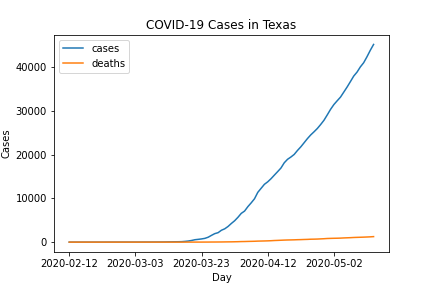 COVID-19 Cases in Texas
cases
deaths
40000
30000
20000
10000
0
Cases
2020-02-12 2020-03-03 2020-03-23 2020-04-12 2020-05-02
Day